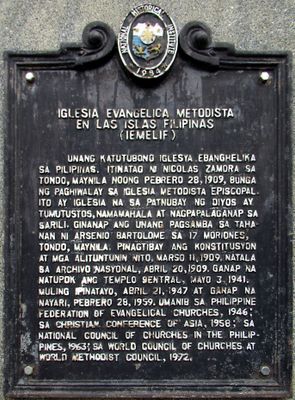 NATIONAL HISTORICAL INSTITUTE
1984
IGLESIA EVANGELICA METODISTA
EN LAS ISLAS FILIPINAS
(IEMELIF)
UNANG KATUTUBONG IGLESYA EBANGHELIKA
SA PILIPINAS. ITINATAG NI NICOLAS ZAMORA SA
TONDO, MAYNILA NOONG PEBRERO 28, 1909, BUNGA
NG PAGHIWALAY SA IGLESIA METODISTA EPISCOPAL.
ITO AY IGLESIA NA SA PATNUBAY NG DIYOS AY
TUMUTUSTOS, NAMAMAHALA AT NAGPAPALAGANAP SA
SARILI. GINANAP ANG UNANG PAGSAMBA SA TAHA-
NAN NI ARSENIO BARTOLOME SA 17 MORIONES,
TONDO, MAYNILA. PINAGTIBAY ANG KONSTITUSYON
AT MGA ALITUNTUNIN NITO, MARSO 11, 1909. NATALA
SA ARCHIVO NASYONAL, ABRIL 20, 1909. GANAP NA
NATUPOK ANG TEMPLO SENTRAL, MAYO 3, 1941.
MULING IPINATAYO, ABRIL 21, 1947 AT GANAP NA
NAYARI, PEBRERO 28, 1959. UMANIB SA PHILIPPINE
FEDERATION OF EVANGELICAL CHURCHES, 1946;
SA CHRISTIAN CONFERENCE OF ASIA, 1958; SA
NATIONAL COUNCIL OF CHURCHES IN THE PHILIP-
PINES, 1963; SA WORLD COUNCIL OF CHURCHES AT
WORLD METHODIST COUNCIL, 1972.